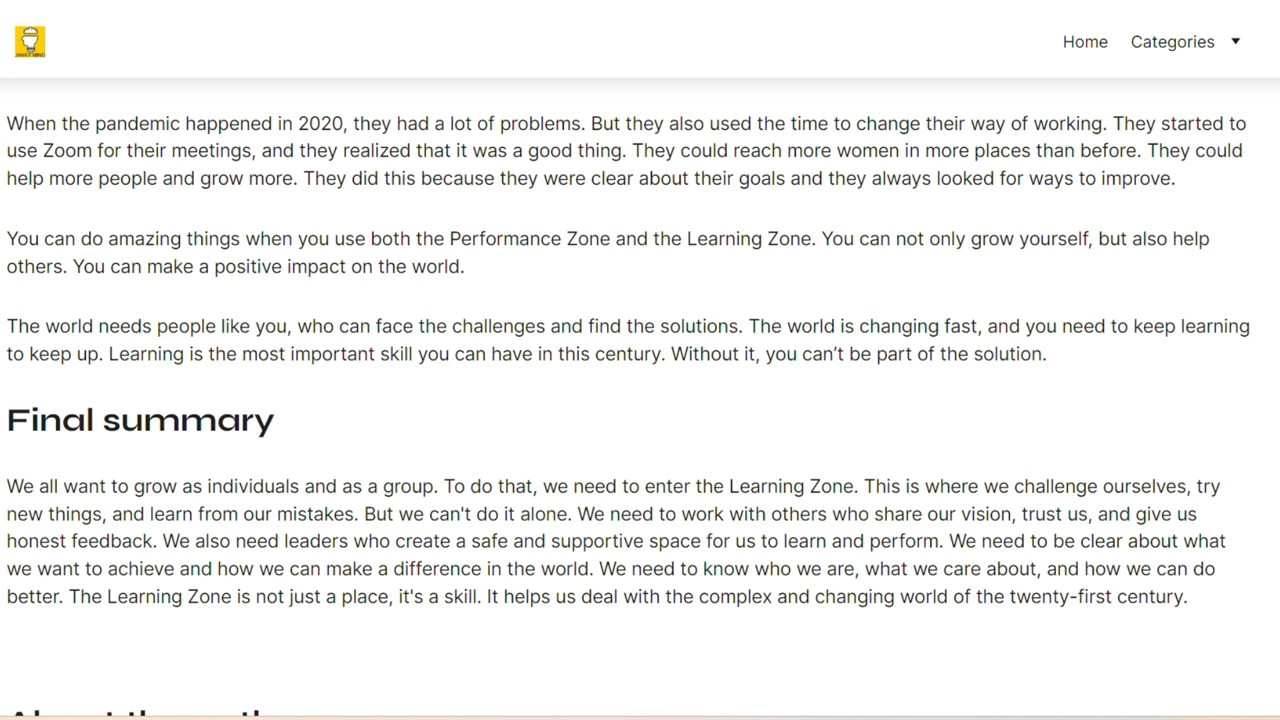 Home Categories
When the pandemic happened in 2020, they had a lot of problems. But they also used the time to change their way of working. They started to
use Zoom for their meetings, and they realized that it was a good thing. They could reach more women in more places than before. They could
help more people and grow more. They did this because they were clear about their goals and they always looked for ways to improve.
You can do amazing things when you use both the Performance Zone and the Learning Zone. You can not only grow yourself, but also help
others. You can make a positive impact on the world.
The world needs people like you, who can face the challenges and find the solutions. The world is changing fast, and you need to keep learning
to keep up. Learning is the most important skill you can have in this century. Without it, you can’t be part of the solution.
Final summary
We all want to grow as individuals and as a group. To do that, we need to enter the Learning Zone. This is where we challenge ourselves, try
new things, and learn from our mistakes. But we can't do it alone. We need to work with others who share our vision, trust us, and give us
honest feedback. We also need leaders who create a safe and supportive space for us to learn and perform. We need to be clear about what
we want to achieve and how we can make a difference in the world. We need to know who we are, what we care about, and how we can do
better. The Learning Zone is not just a place, it's a skill. It helps us deal with the complex and changing world of the twenty-first century.